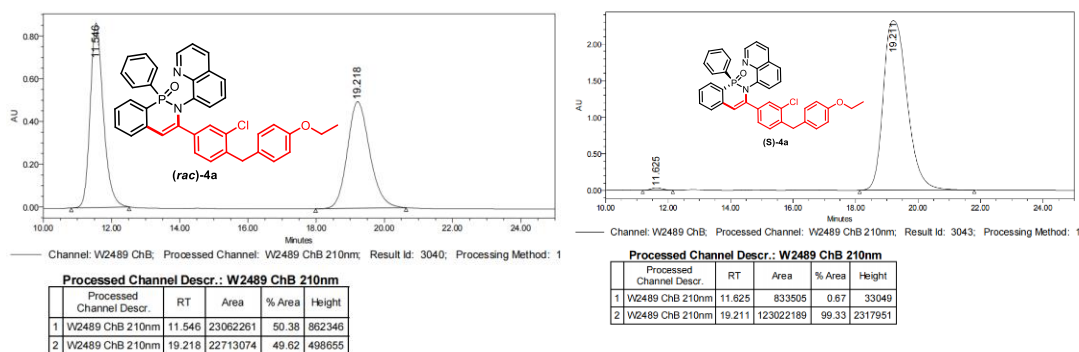 0.80
0.60
0.40
0.20
0.00
AU
11.546
19.218
P
O
N
N
Cl
O
(rac)-4a
10.00 12.00 14.00 16.00 18.00 20.00 22.00 24.00
Minutes
Channel: W2489 ChB; Processed Channel: W2489 ChB 210nm; Result Id: 3040; Processing Method: 1
Processed Channel Descr.: W2489 ChB 210nm
Processed Channel Descr. RT Area % Area Height
1 W2489 ChB 210nm 11.546 23062261 50.38 862346
2 W2489 ChB 210nm 19.218 22713074 49.62 498655
2.00
1.50
1.00
0.50
0.00
AU
11.625
19.211
P
O
N
N
Cl
O
(S)-4a
10.00 12.00 14.00 16.00 18.00 20.00 22.00 24.00
Minutes
Channel: W2489 ChB; Processed Channel: W2489 ChB 210nm; Result Id: 3043; Processing Method: 1
Processed Channel Descr.: W2489 ChB 210nm
Processed Channel Descr. RT Area % Area Height
1 W2489 ChB 210nm 11.625 833505 0.67 33049
2 W2489 ChB 210nm 19.211 123022189 99.33 2317951